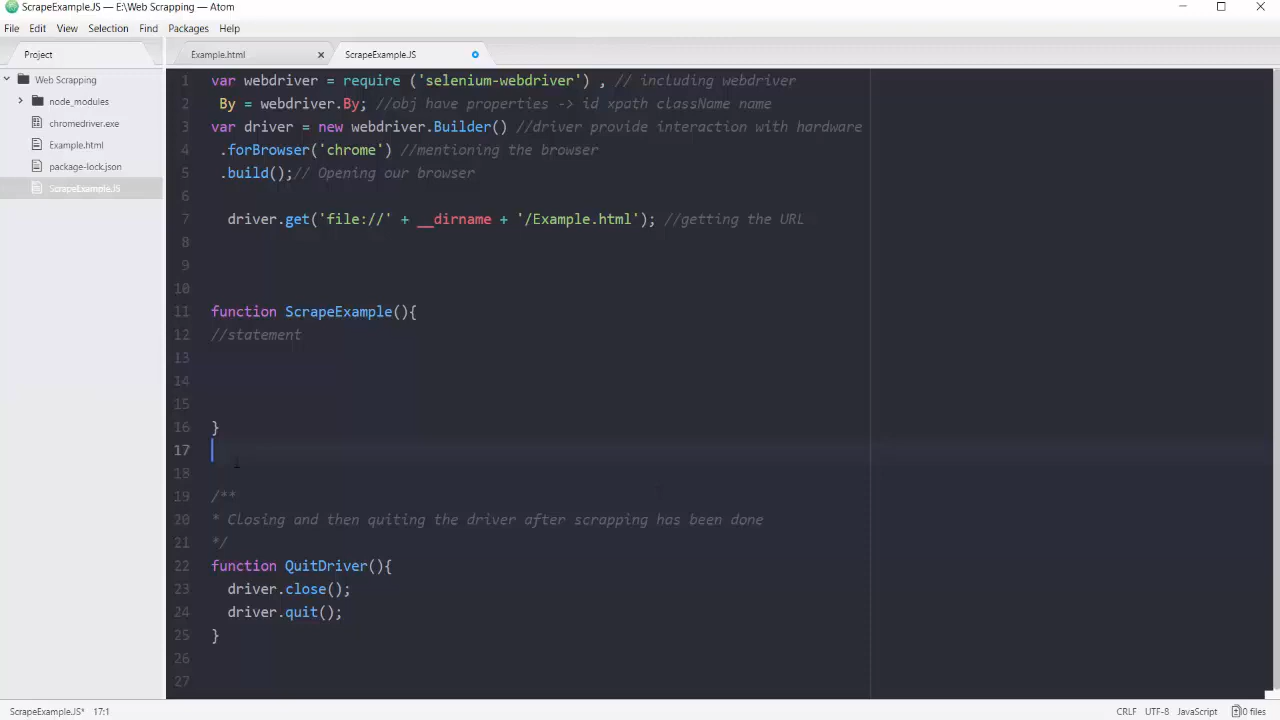 ScrapeExample.JS — E:\Web Scrapping — Atom
File Edit View Selection Find Packages Help
Project
Example.html
ScrapeExample.JS
Web Scrapping
node_modules
chromedriver.exe
Example.html
package-lock.json
ScrapeExample.JS
1 var webdriver = require ('selenium-webdriver') , // including webdriver
2 By = webdriver.By; //obj have properties -> id xpath className name
3 var driver = new webdriver.Builder() //driver provide interaction with hardware
4 .forBrowser('chrome') //mentioning the browser
5 .build();// Opening our browser
6
7 driver.get('file://' + __dirname + '/Example.html'); //getting the URL
8
9
10
11 function ScrapeExample(){
12 //statement
13
14
15
16 }
17
18
19 /**
20 * Closing and then quiting the driver after scrapping has been done
21 */
22 function QuitDriver(){
23 driver.close();
24 driver.quit();
25 }
26
27
ScrapeExample.JS* 17:1 CRLF UTF-8 JavaScript 0 files